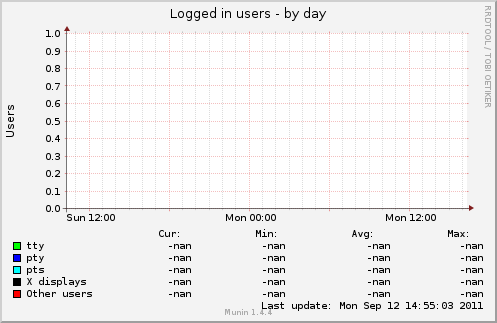 Logged in users - by day
RRDTOOL / TOBI OETIKER
Users
1.0
0.9
0.8
0.7
0.6
0.5
0.4
0.3
0.2
0.1
0.0
Sun 12:00 Mon 00:00 Mon 12:00
Cur: Min: Avg: Max:
tty -nan -nan -nan -nan
pty -nan -nan -nan -nan
pts -nan -nan -nan -nan
X displays -nan -nan -nan -nan
Other users -nan -nan -nan -nan
Last update: Mon Sep 12 14:55:03 2011
Munin 1.4.4